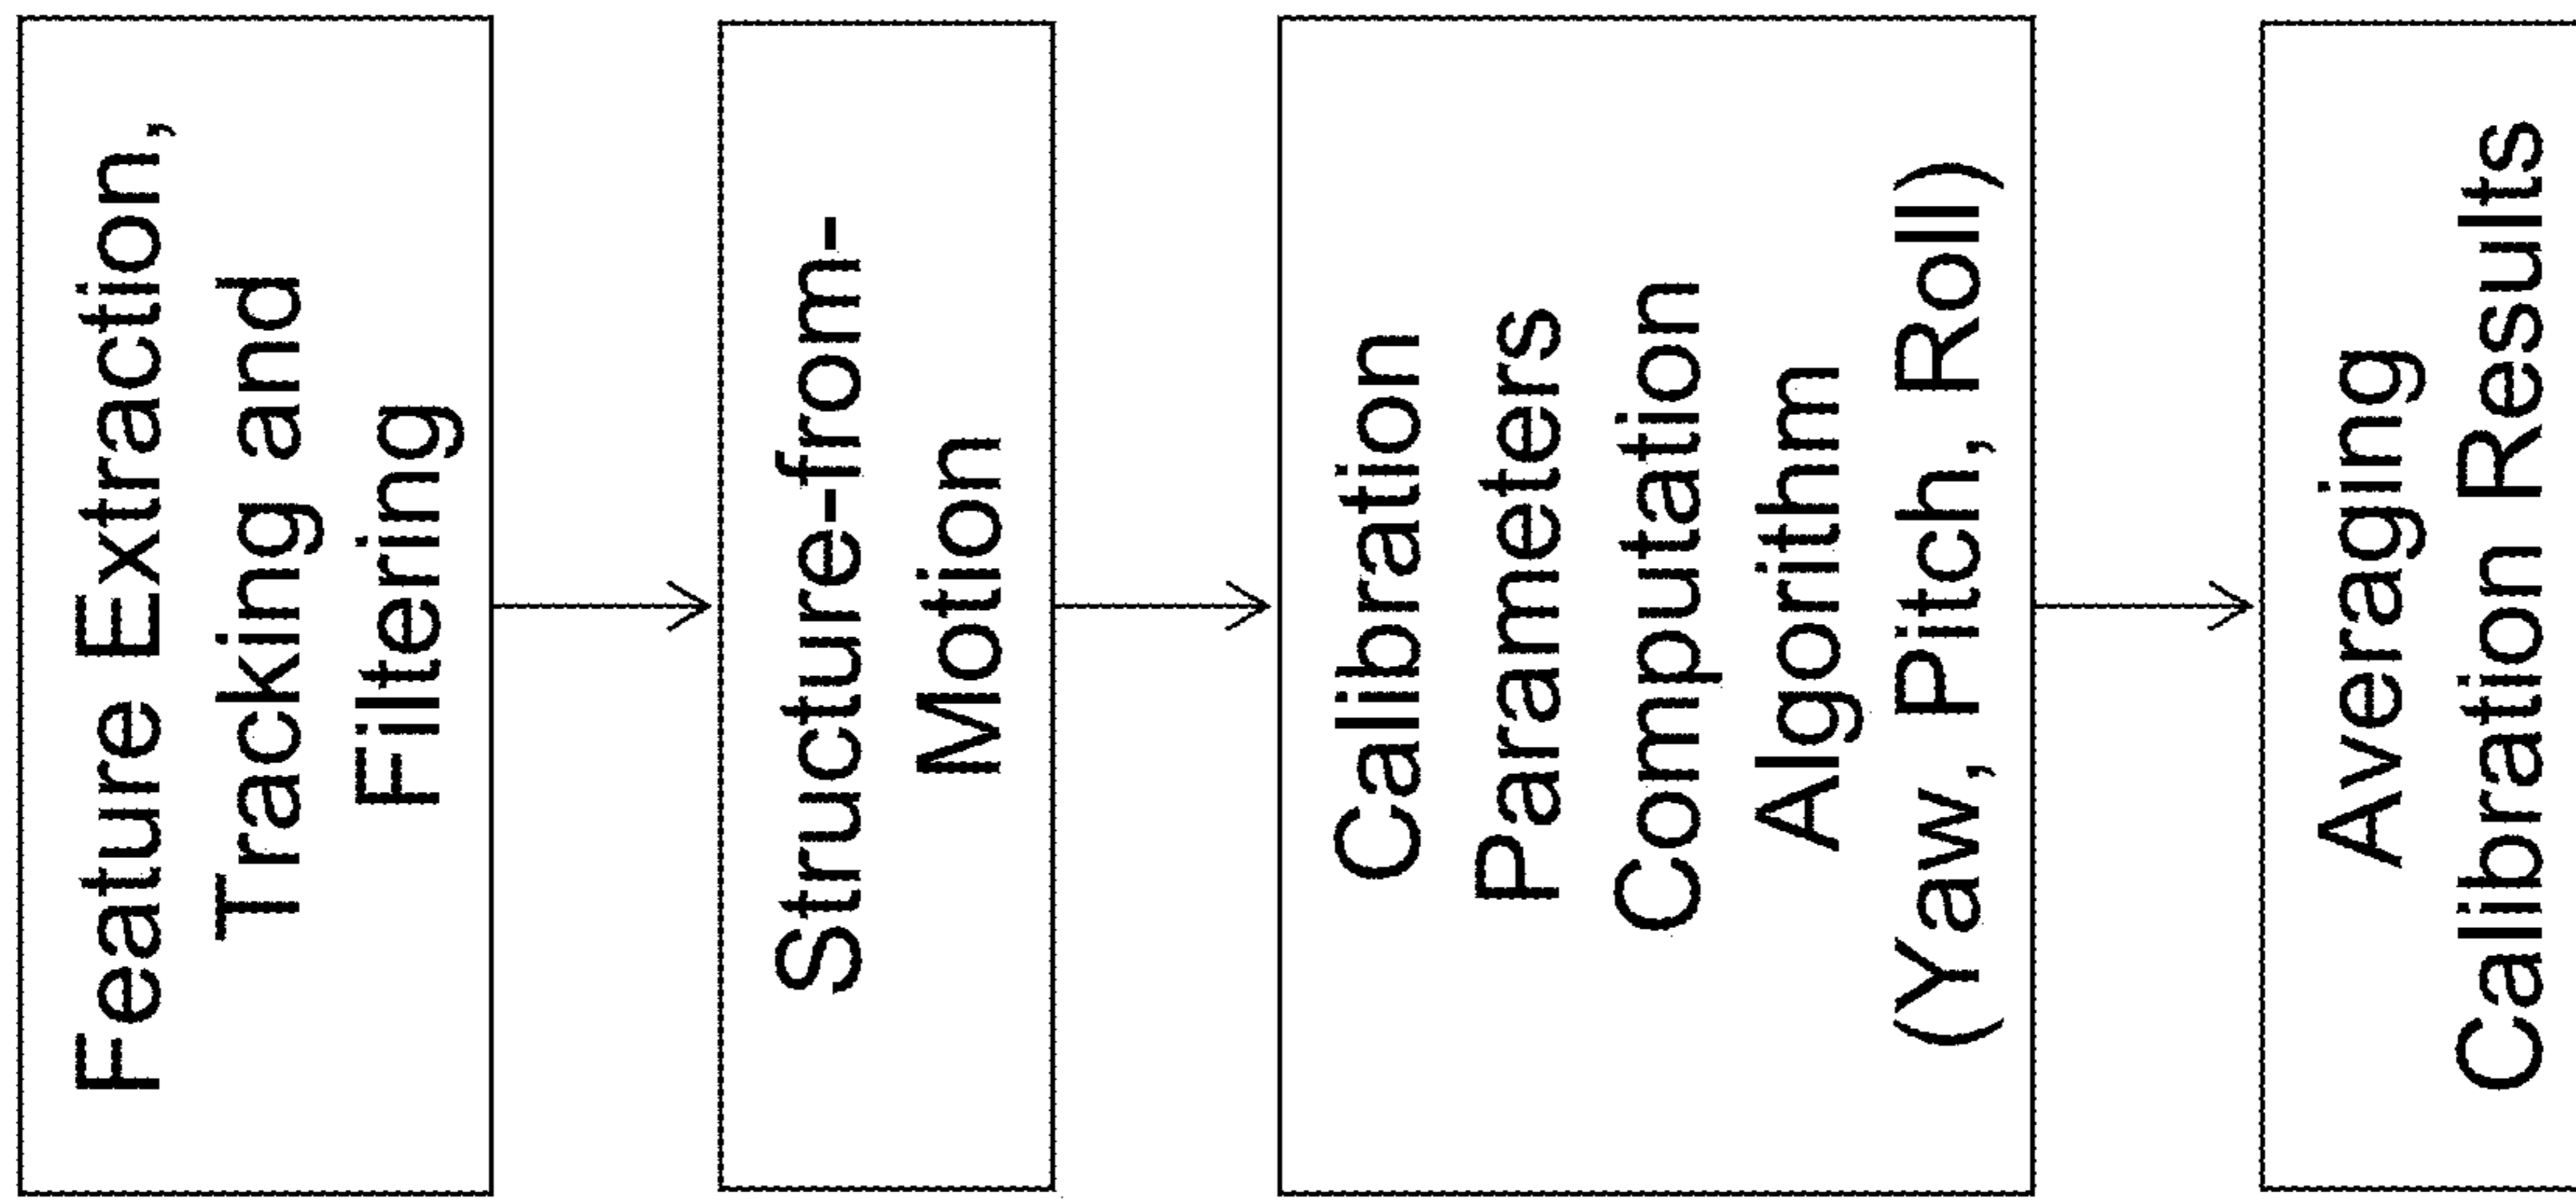 Feature Extraction,
Tracking and
Filtering
Structure-from-
Motion
Calibration
Parameters
Computation
Algorithm
(Yaw, Pitch, Roll)
Averaging
Calibration Results